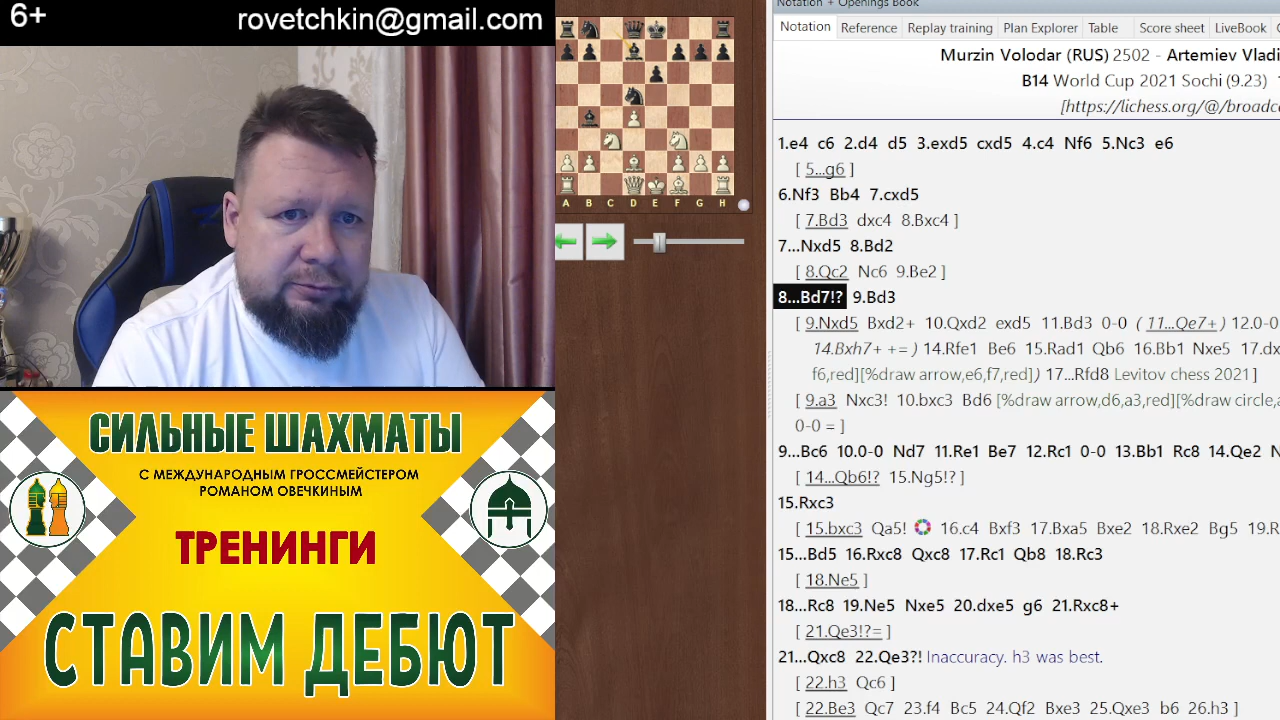 6+ rovetchkin@gmail.com
Notation + Openings Book
Notation Reference Replay training Plan Explorer Table Score sheet LiveBook
Murzin Volodar (RUS) 2502 - Artemiev Vladi
B14 World Cup 2021 Sochi (9.23)
[https://lichess.org/@/broadc
1.e4 c6 2.d4 d5 3.exd5 cxd5 4.c4 Nf6 5.Nc3 e6
[ 5...g6 ]
6.Nf3 Bb4 7.cxd5
[ 7.Bd3 dxc4 8.Bxc4 ]
7...Nxd5 8.Bd2
[ 8.Qc2 Nc6 9.Be2 ]
8...Bd7!? 9.Bd3
[ 9.Nxd5 Bxd2+ 10.Qxd2 exd5 11.Bd3 0-0 ( 11...Qe7+ ) 12.0-0
14.Bxh7+ += ) 14.Rfe1 Be6 15.Rad1 Qb6 16.Bb1 Nxe5 17.dx
f6,red][%draw arrow,e6,f7,red]) 17...Rfd8 Levitov chess 2021 ]
[ 9.a3 Nxc3! 10.bxc3 Bd6 [%draw arrow,d6,a3,red][%draw circle,a
0-0 = ]
9...Bc6 10.0-0 Nd7 11.Re1 Be7 12.Rc1 0-0 13.Bb1 Rc8 14.Qe2 N
[ 14...Qb6!? 15.Ng5!? ]
15.Rxc3
[ 15.bxc3 Qa5! 16.c4 Bxf3 17.Bxa5 Bxe2 18.Rxe2 Bg5 19.R
15...Bd5 16.Rxc8 Qxc8 17.Rc1 Qb8 18.Rc3
[ 18.Ne5 ]
18...Rc8 19.Ne5 Nxe5 20.dxe5 g6 21.Rxc8+
[ 21.Qe3!?= ]
21...Qxc8 22.Qe3?! Inaccuracy. h3 was best.
[ 22.h3 Qc6 ]
[ 22.Be3 Qc7 23.f4 Bc5 24.Qf2 Bxe3 25.Qxe3 b6 26.h3 ]
A B C D E F G H
СИЛЬНЫЕ ШАХМАТЫ
С МЕЖДУНАРОДНЫМ ГРОССМЕЙСТЕРОМ
РОМАНОМ ОВЕЧКИНЫМ
ТРЕНИНГИ
СТАВИМ ДЕБЮТ